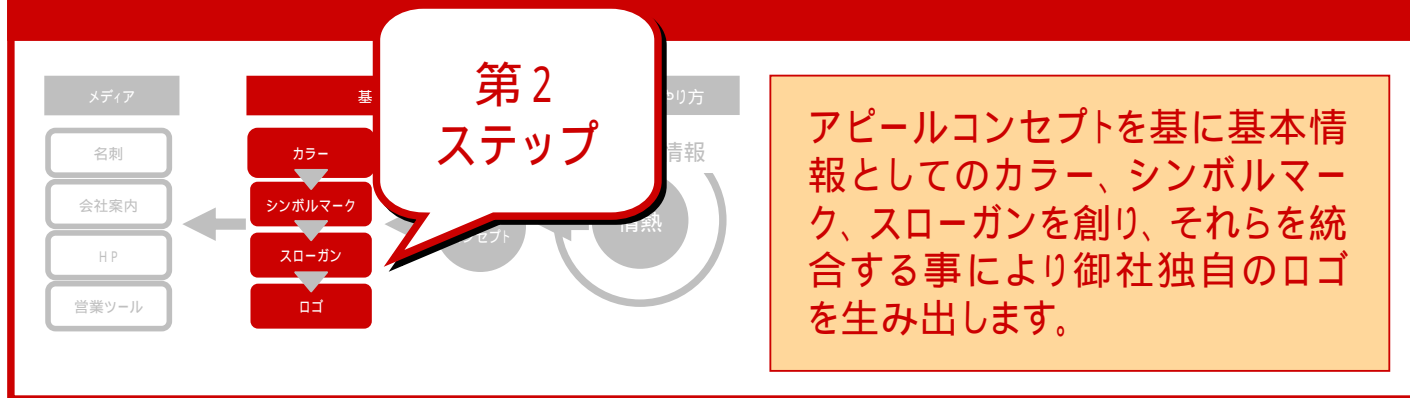 メディア
名刺
会社案内
HP
営業ツール
基
カラー
シンボルマーク
スローガン
ロゴ
第2
ステップ
やり方
情報
情熱
セプト
アピールコンセプトを基に基本情
報としてのカラー、シンボルマー
ク、スローガンを創り、それらを統
合する事により御社独自のロゴ
を生み出します。